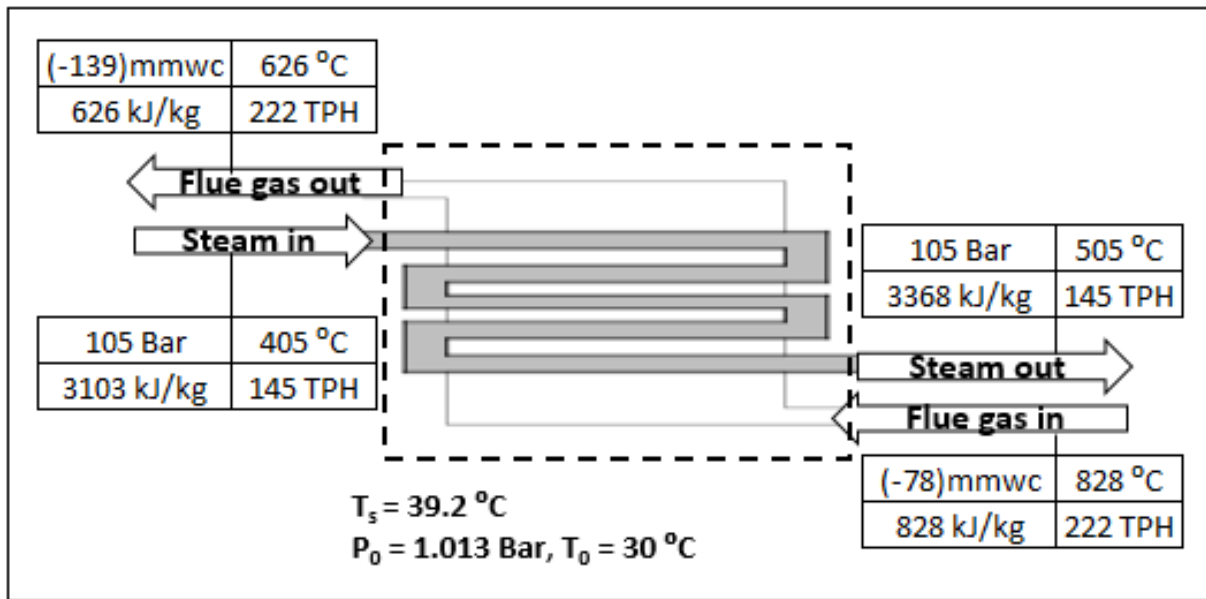 (-139)mmwc 626 °C
626 kJ/kg 222 TPH
Flue gas out
Steam in
105 Bar 505 °C
3368 kJ/kg 145 TPH
105 Bar 405 °C
3103 kJ/kg 145 TPH
Steam out
Flue gas in
(-78)mmwc 828 °C
828 kJ/kg 222 TPH
Tₛ = 39.2 °C
P₀ = 1.013 Bar, T₀ = 30 °C